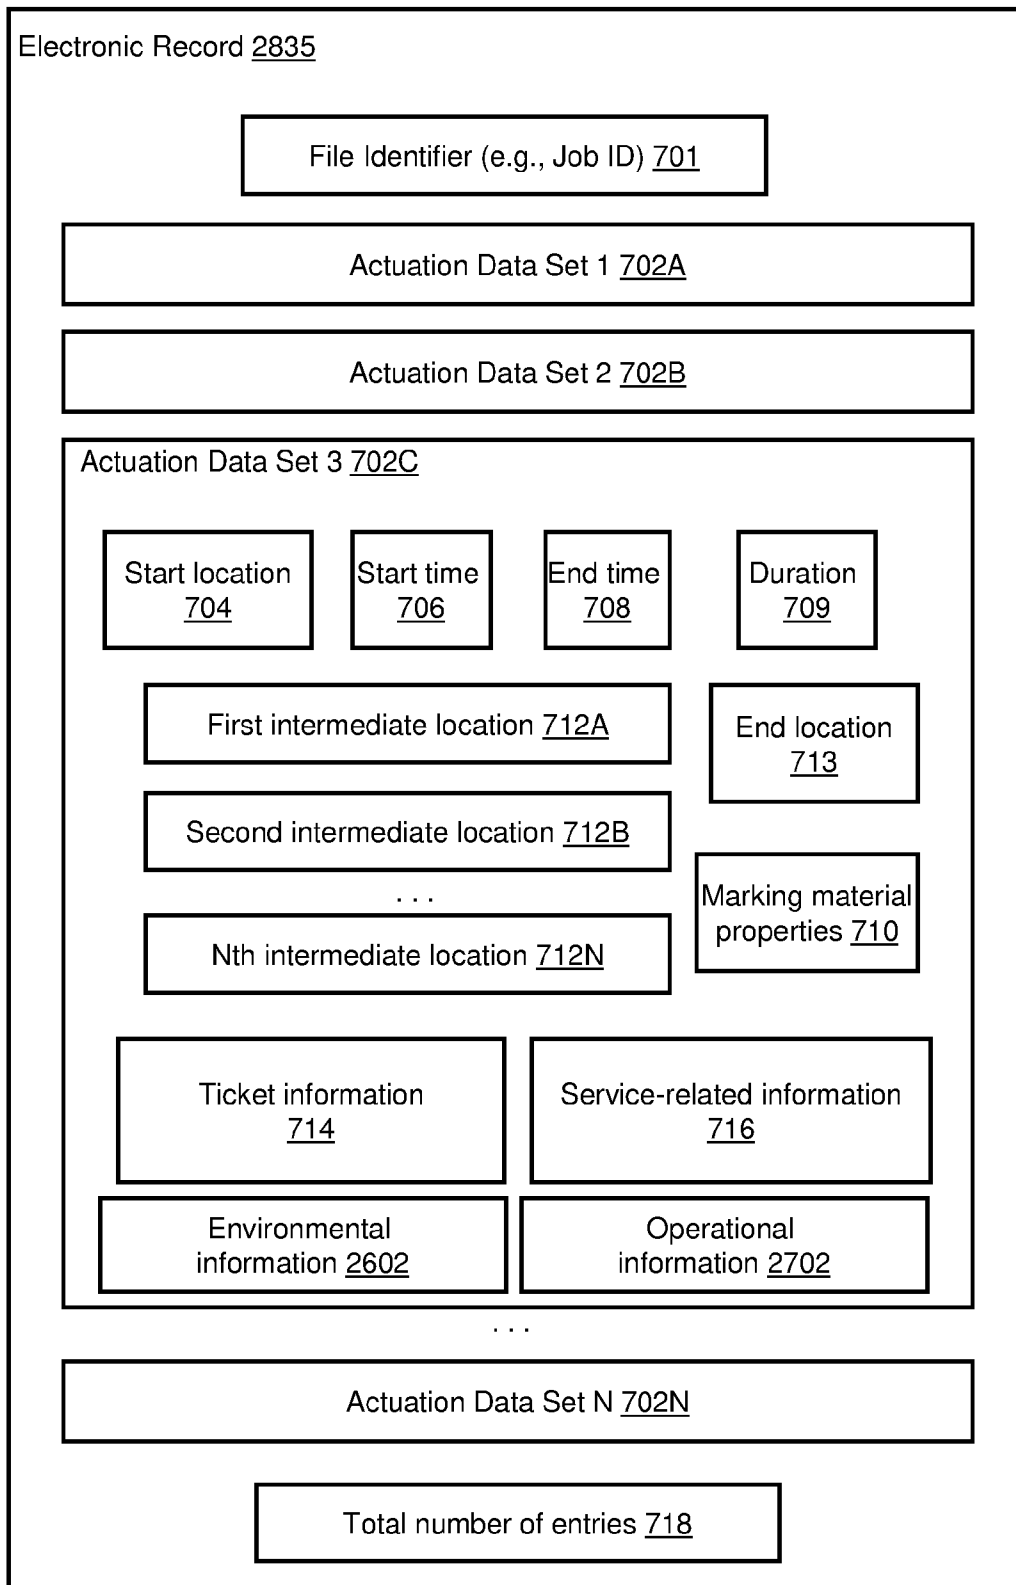 Electronic Record 2835
File Identifier (e.g., Job ID) 701
Actuation Data Set 1 702A
Actuation Data Set 2 702B
Actuation Data Set 3 702C
Start location
704
Start time
706
End time
708
Duration
709
First intermediate location 712A
End location
713
Second intermediate location 712B
. . .
Marking material
properties 710
Nth intermediate location 712N
Ticket information
714
Service-related information
716
Environmental
information 2602
Operational
information 2702
. . .
Actuation Data Set N 702N
Total number of entries 718